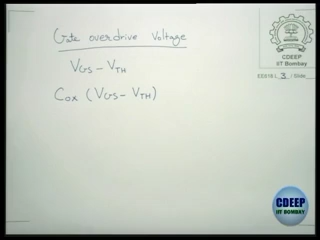 Gate overdrive Voltage
VGS - VTH
Cox (VGS - VTH)
CDEEP
IIT Bombay
EE618 L 3 / Slide
CDEEP
IIT BOMBAY